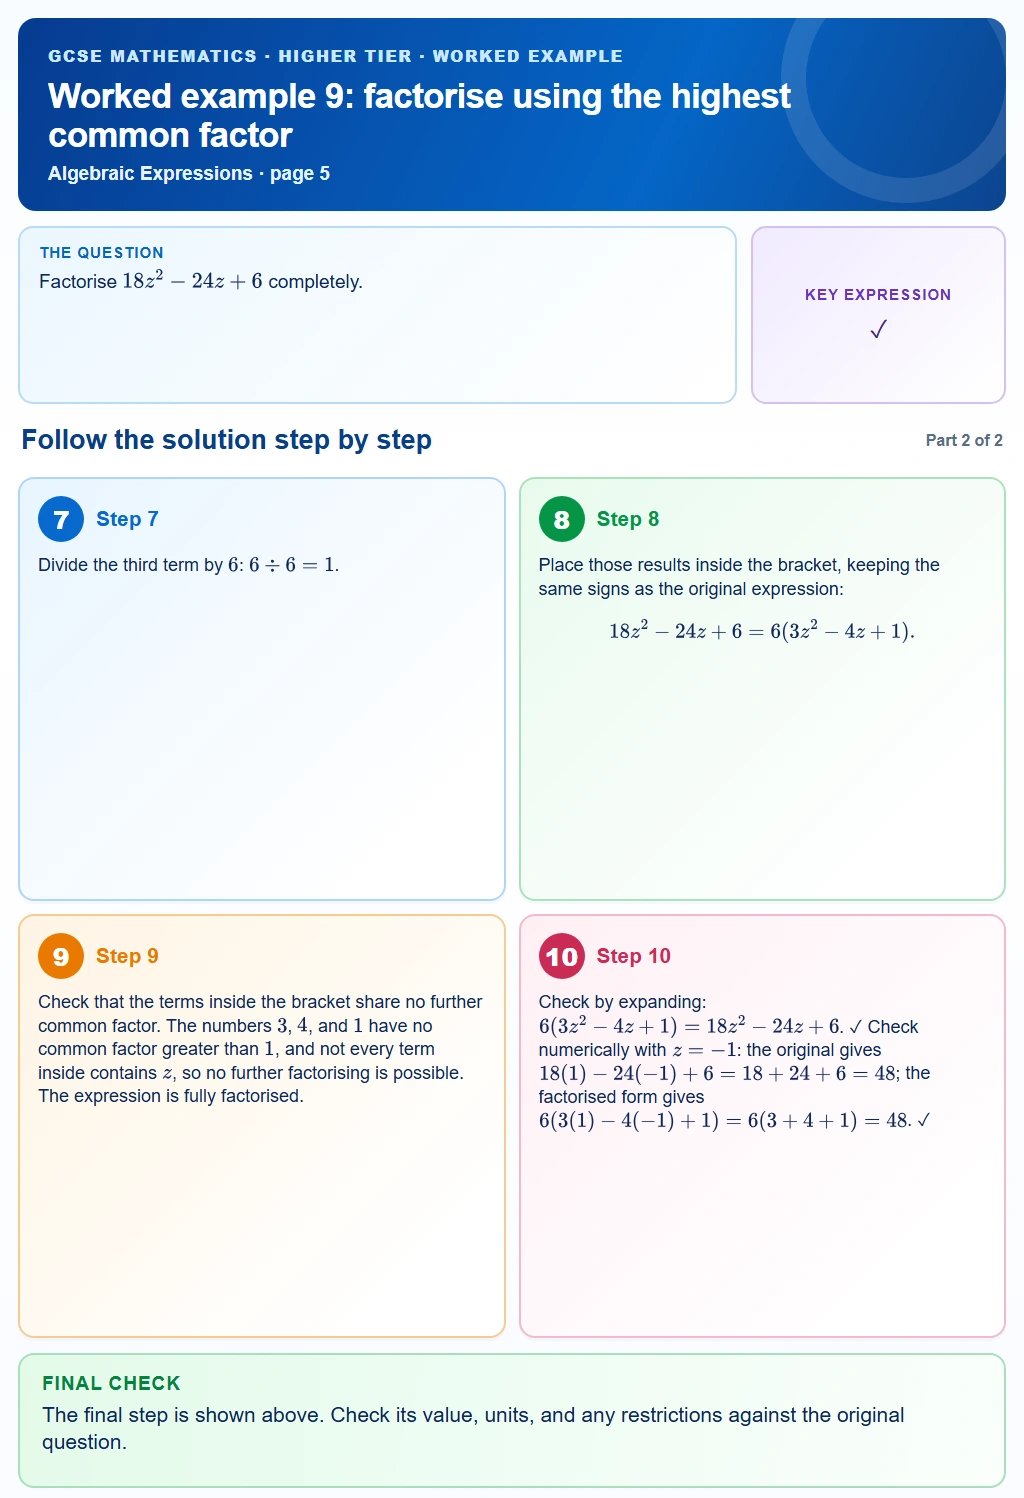 GCSE MATHEMATICS · HIGHER TIER · WORKED EXAMPLE
Worked example 9: factorise using the highest
common factor
Algebraic Expressions · page 5
THE QUESTION
Factorise 18z² − 24z + 6 completely.
KEY EXPRESSION
✓
Follow the solution step by step
Part 2 of 2
7 Step 7
Divide the third term by 6: 6 ÷ 6 = 1.
8 Step 8
Place those results inside the bracket, keeping the
same signs as the original expression:
18z² − 24z + 6 = 6(3z² − 4z + 1).
9 Step 9
Check that the terms inside the bracket share no further
common factor. The numbers 3, 4, and 1 have no
common factor greater than 1, and not every term
inside contains z, so no further factorising is possible.
The expression is fully factorised.
10 Step 10
Check by expanding:
6(3z² − 4z + 1) = 18z² − 24z + 6. ✓ Check
numerically with z = −1: the original gives
18(1) − 24(−1) + 6 = 18 + 24 + 6 = 48; the
factorised form gives
6(3(1) − 4(−1) + 1) = 6(3 + 4 + 1) = 48. ✓
FINAL CHECK
The final step is shown above. Check its value, units, and any restrictions against the original
question.